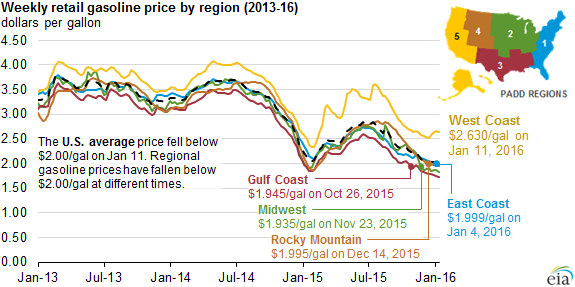 Weekly retail gasoline price by region (2013-16)
dollars per gallon
4.50
4.00
3.50
3.00
2.50
2.00
1.50
1.00
0.50
0.00
Jan-13
Jul-13
Jan-14
Jul-14
Jan-15
Jul-15
Jan-16
The U.S. average price fell below
$2.00/gal on Jan 11. Regional
gasoline prices have fallen below
$2.00/gal at different times.
Gulf Coast
$1.945/gal on Oct 26, 2015
Midwest
$1.935/gal on Nov 23, 2015
Rocky Mountain
$1.995/gal on Dec 14, 2015
5
4
2
1
3
PADD REGIONS
West Coast
$2.630/gal on
Jan 11, 2016
East Coast
$1.999/gal on
Jan 4, 2016
eia